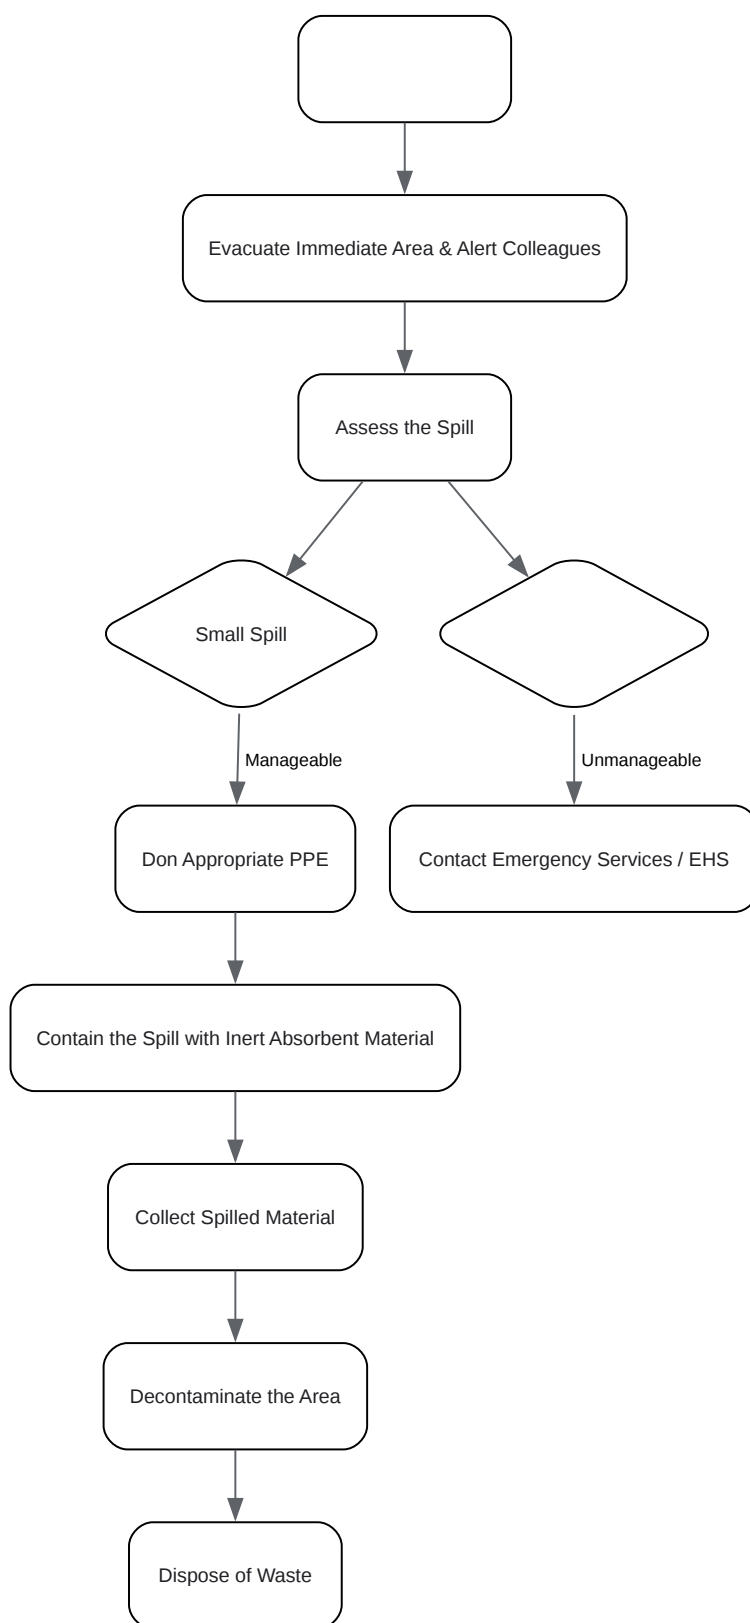 Evacuate Immediate Area & Alert Colleagues
Assess the Spill
Small Spill
Manageable
Unmanageable
Don Appropriate PPE
Contact Emergency Services / EHS
Contain the Spill with Inert Absorbent Material
Collect Spilled Material
Decontaminate the Area
Dispose of Waste